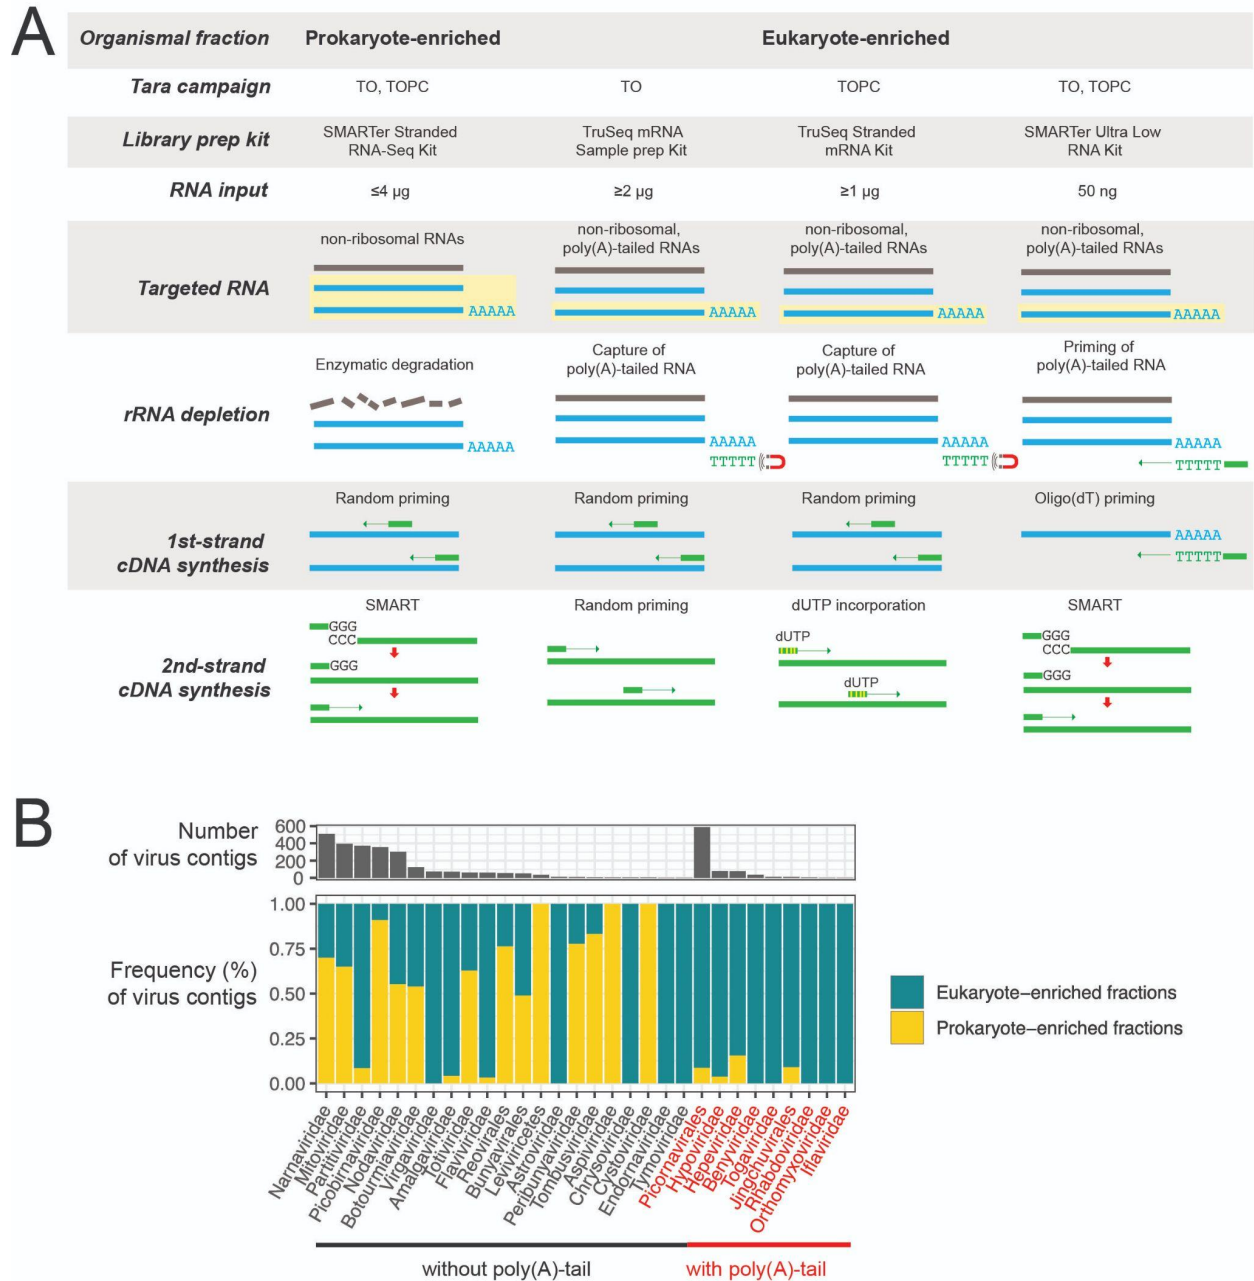 A
Organismal fraction Prokaryote-enriched Eukaryote-enriched
Tara campaign TO, TOPC TO TOPC TO, TOPC
Library prep kit SMARTer Stranded RNA-Seq Kit TruSeq mRNA Sample prep Kit TruSeq Stranded mRNA Kit SMARTer Ultra Low RNA Kit
RNA input ≤4 µg ≥2 µg ≥1 µg 50 ng
Targeted RNA
non-ribosomal RNAs
AAAAA
non-ribosomal,
poly(A)-tailed RNAs
AAAAA
non-ribosomal,
poly(A)-tailed RNAs
AAAAA
non-ribosomal,
poly(A)-tailed RNAs
AAAAA
rRNA depletion
Enzymatic degradation
AAAAA
Capture of
poly(A)-tailed RNA
AAAAA
TTTTT
Capture of
poly(A)-tailed RNA
AAAAA
TTTTT
Priming of
poly(A)-tailed RNA
AAAAA
TTTTT
1st-strand
cDNA synthesis
Random priming
Random priming
Random priming
Oligo(dT) priming
AAAAA
TTTTT
2nd-strand
cDNA synthesis
SMART
GGG
CCC
GGG
Random priming
dUTP incorporation
dUTP
dUTP
SMART
GGG
CCC
GGG
B
Number
of virus contigs
600
400
200
0
Frequency (%)
of virus contigs
1.00
0.75
0.50
0.25
0.00
Eukaryote-enriched fractions
Prokaryote-enriched fractions
Narnaviridae
Mitoviridae
Partitiviridae
Picobirnaviridae
Nodaviridae
Botourmiaviridae
Virgaviridae
Amalgaviridae
Totiviridae
Flaviviridae
Reovirales
Bunyavirales
Leviviricetes
Astroviridae
Peribunyaviridae
Tombusviridae
Aspiviridae
Chrysoviridae
Cystoviridae
Endornaviridae
Tymoviridae
Picornavirales
Hypoviridae
Hepeviridae
Benyviridae
Togaviridae
Jingchuvirales
Rhabdoviridae
Orthomyxoviridae
Iflaviridae
without poly(A)-tail
with poly(A)-tail